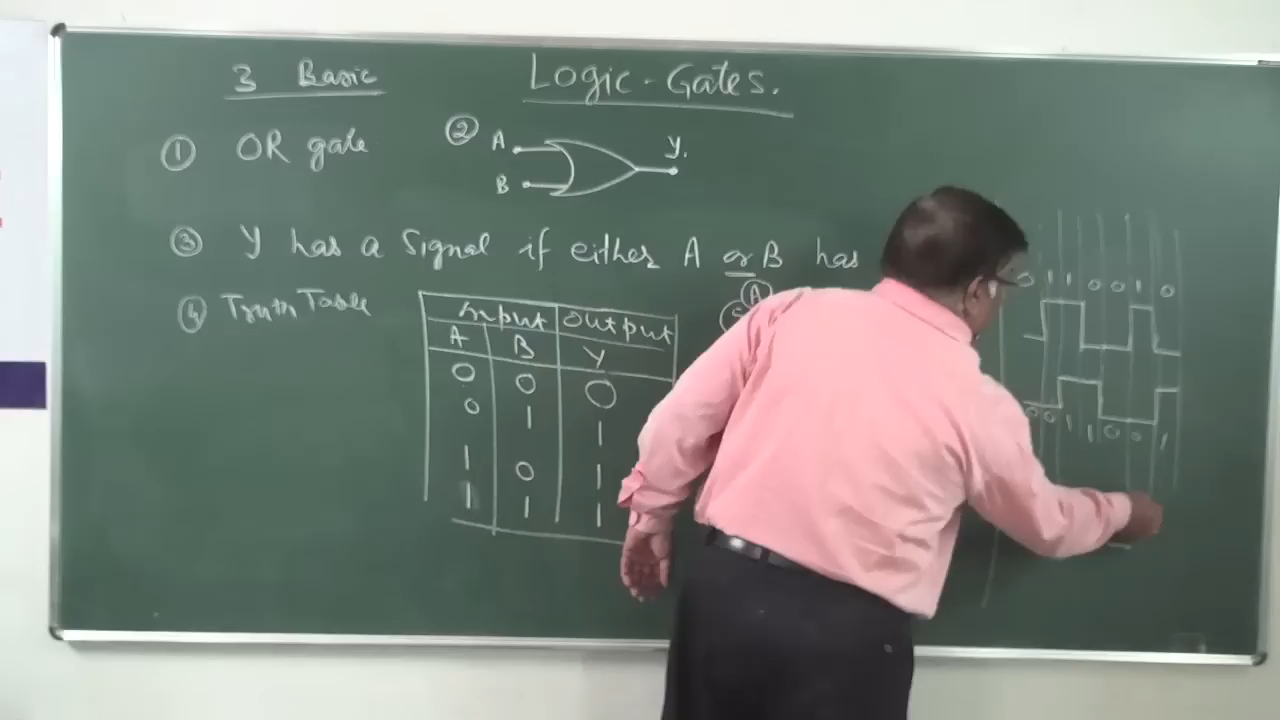 3 Basic
Logic-Gates.
① OR gate
② A
B
Y.
③ Y has a Signal if either A or B has
④ Truth Table
Input Output
A B Y
0 0 0
0 1 1
1 0 1
1 1 1
A
0 1 1 0 0 1 0
0 0 1 1 0 0 1